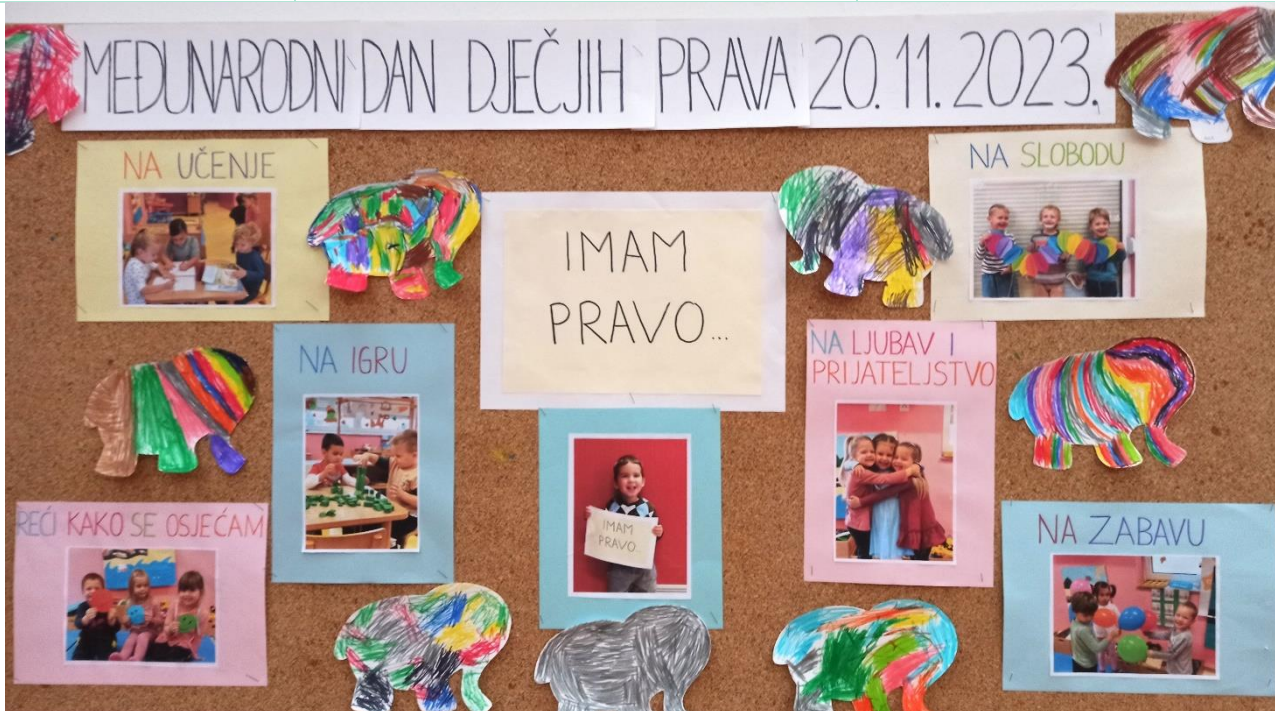 MEĐUNARODNI DAN DJEČJIH PRAVA 20. 11. 2023.
NA UČENJE
NA SLOBODU
IMAM
PRAVO...
NA IGRU
NA LJUBAV I
PRIJATELJSTVO
REĆI KAKO SE OSJEĆAM
IMAM
PRAVO...
NA ZABAVU